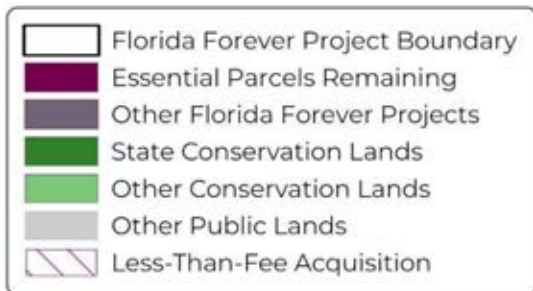 Florida Forever Project Boundary
Essential Parcels Remaining
Other Florida Forever Projects
State Conservation Lands
Other Conservation Lands
Other Public Lands
Less-Than-Fee Acquisition